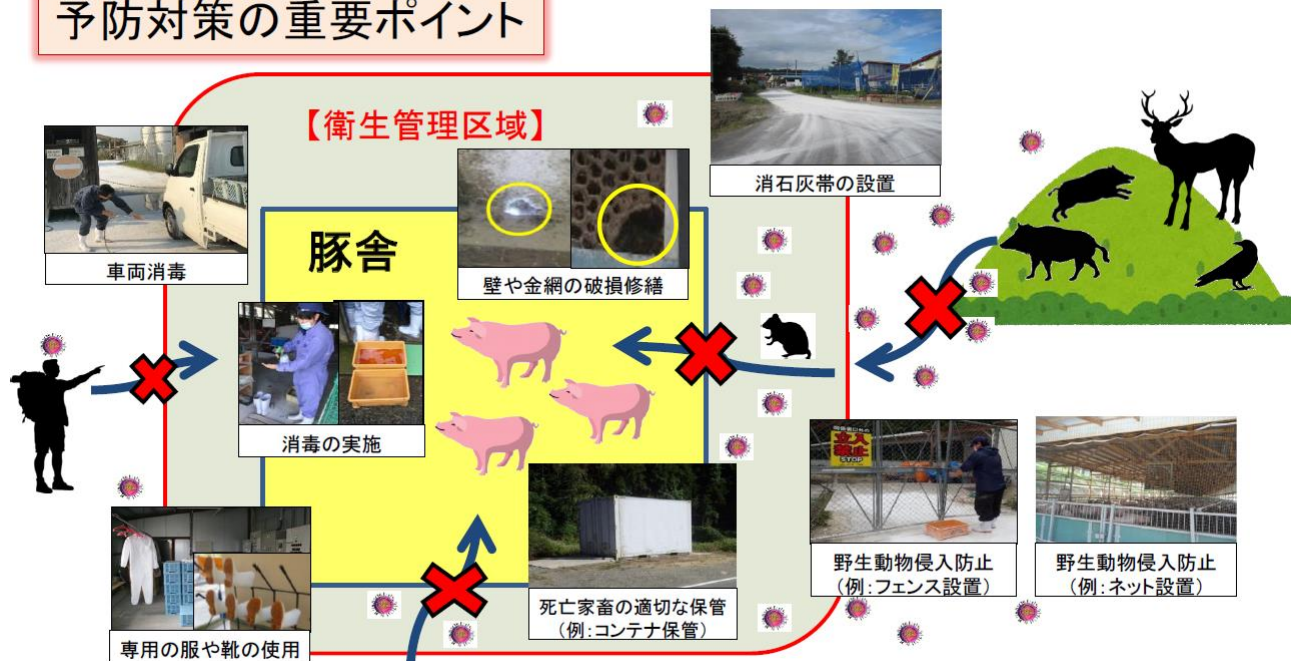 予防対策の重要ポイント
【衛生管理区域】
消石灰帯の設置
車両消毒
豚舎
壁や金網の破損修繕
消毒の実施
立入
禁止
STOP
野生動物侵入防止
(例:フェンス設置)
野生動物侵入防止
(例:ネット設置)
死亡家畜の適切な保管
(例:コンテナ保管)
専用の服や靴の使用